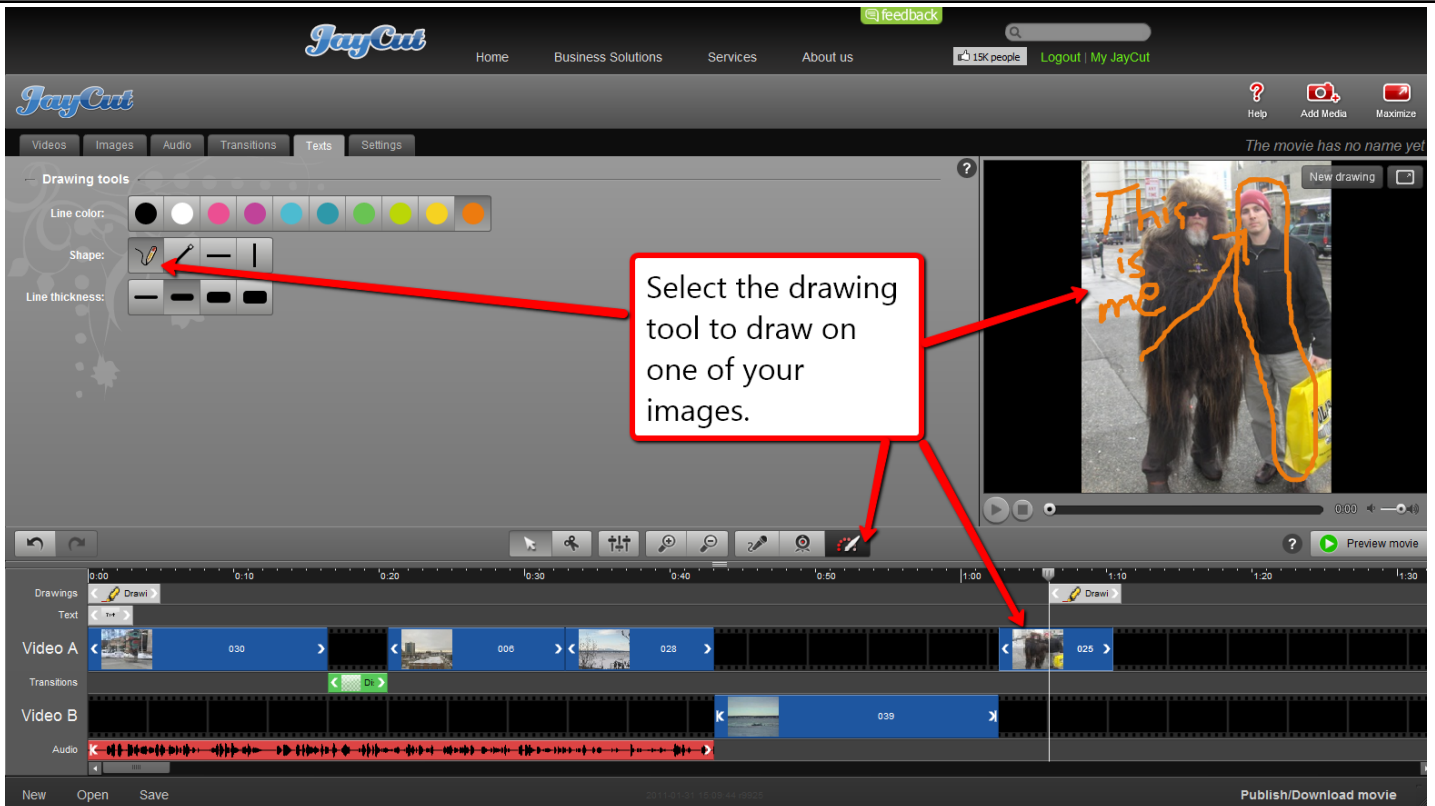 feedback
JayCut
Home Business Solutions Services About us 15K people Logout | My JayCut
JayCut
Help Add Media Maximize
Videos Images Audio Transitions Texts Settings The movie has no name yet
Drawing tools
New drawing
Line color:
Shape:
Line thickness:
This
is
me
Select the drawing
tool to draw on
one of your
images.
0:00
Preview movie
0:00 0:10 0:20 0:30 0:40 0:50 1:00 1:10 1:20 1:30
Drawings Drawi Drawi
Text
Video A 030 006 028 025
Transitions
Video B 039
Audio
New Open Save Publish/Download movie